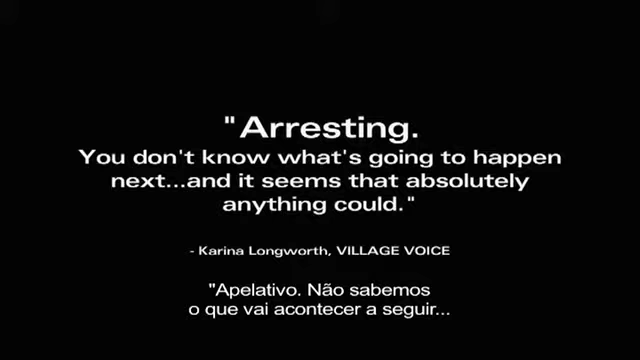 "Arresting.
You don't know what's going to happen
next...and it seems that absolutely
anything could."
- Karina Longworth, VILLAGE VOICE
"Apelativo. Não sabemos
o que vai acontecer a seguir...